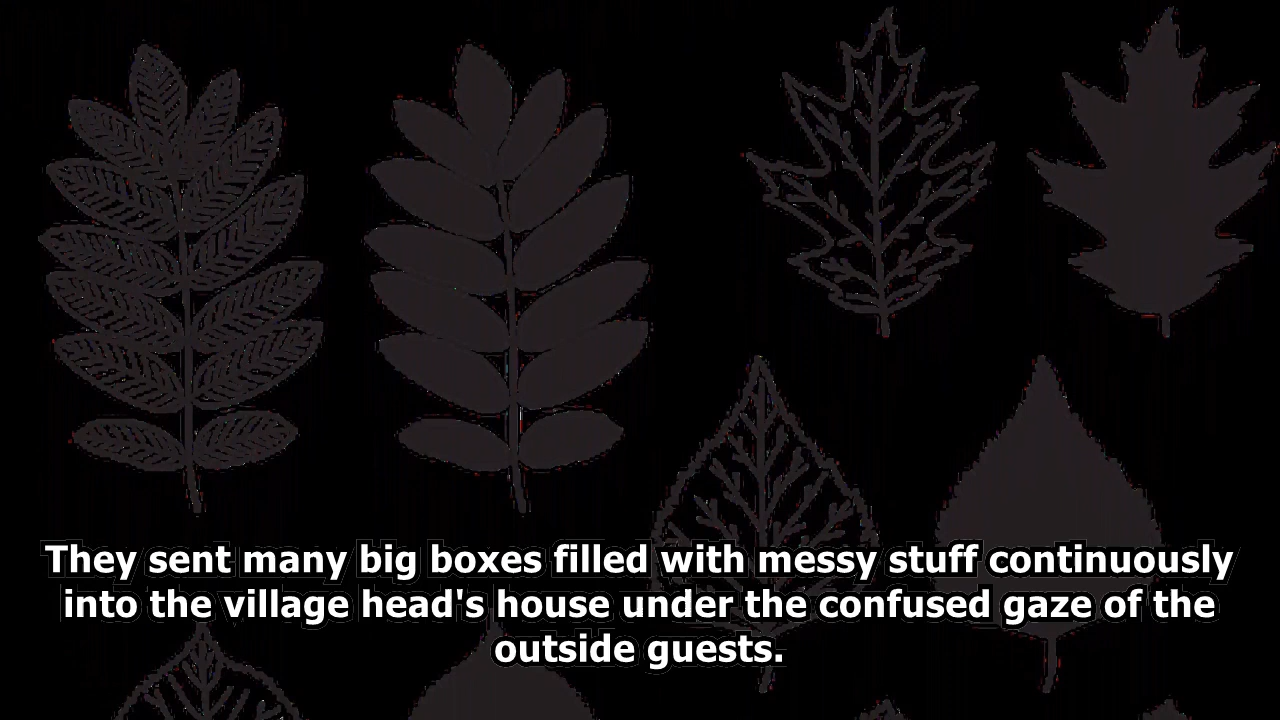 They sent many big boxes filled with messy stuff continuously
into the village head's house under the confused gaze of the
outside guests.